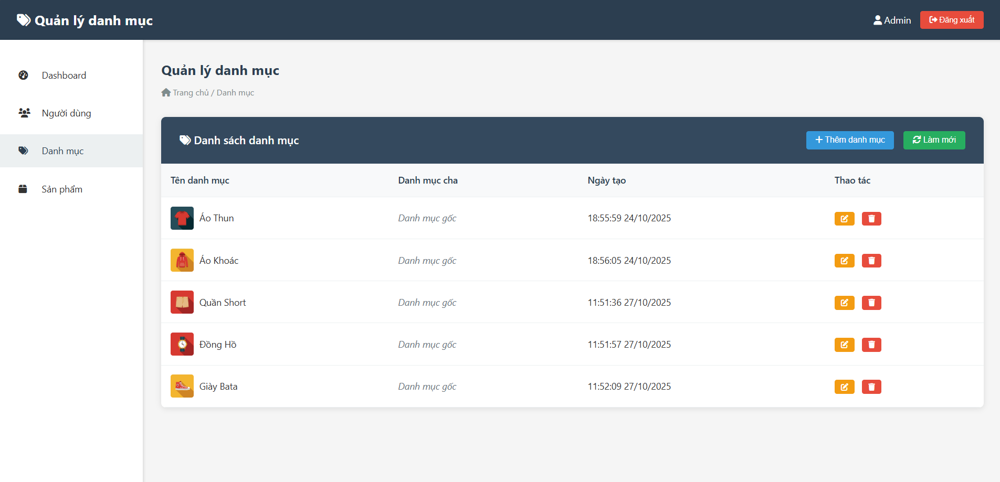 Quản lý danh mục
Admin
Đăng xuất
Dashboard
Người dùng
Danh mục
Sản phẩm
Quản lý danh mục
Trang chủ / Danh mục
Danh sách danh mục
Thêm danh mục
Làm mới
Tên danh mục Danh mục cha Ngày tạo Thao tác
Áo Thun Danh mục gốc 18:55:59 24/10/2025
Áo Khoác Danh mục gốc 18:56:05 24/10/2025
Quần Short Danh mục gốc 11:51:36 27/10/2025
Đồng Hồ Danh mục gốc 11:51:57 27/10/2025
Giày Bata Danh mục gốc 11:52:09 27/10/2025